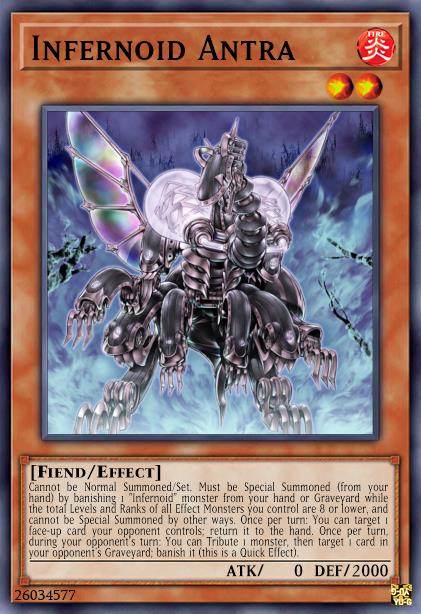 INFERNOID ANTRA
FIRE
炎
[FIEND/EFFECT]
Cannot be Normal Summoned/Set. Must be Special Summoned (from your
hand) by banishing 1 "Infernoid" monster from your hand or Graveyard while
the total Levels and Ranks of all Effect Monsters you control are 8 or lower, and
cannot be Special Summoned by other ways. Once per turn: You can target 1
face-up card your opponent controls; return it to the hand. Once per turn,
during your opponent's turn: You can Tribute 1 monster, then target 1 card in
your opponent's Graveyard; banish it (this is a Quick Effect).
ATK/ 0 DEF/2000
26034577